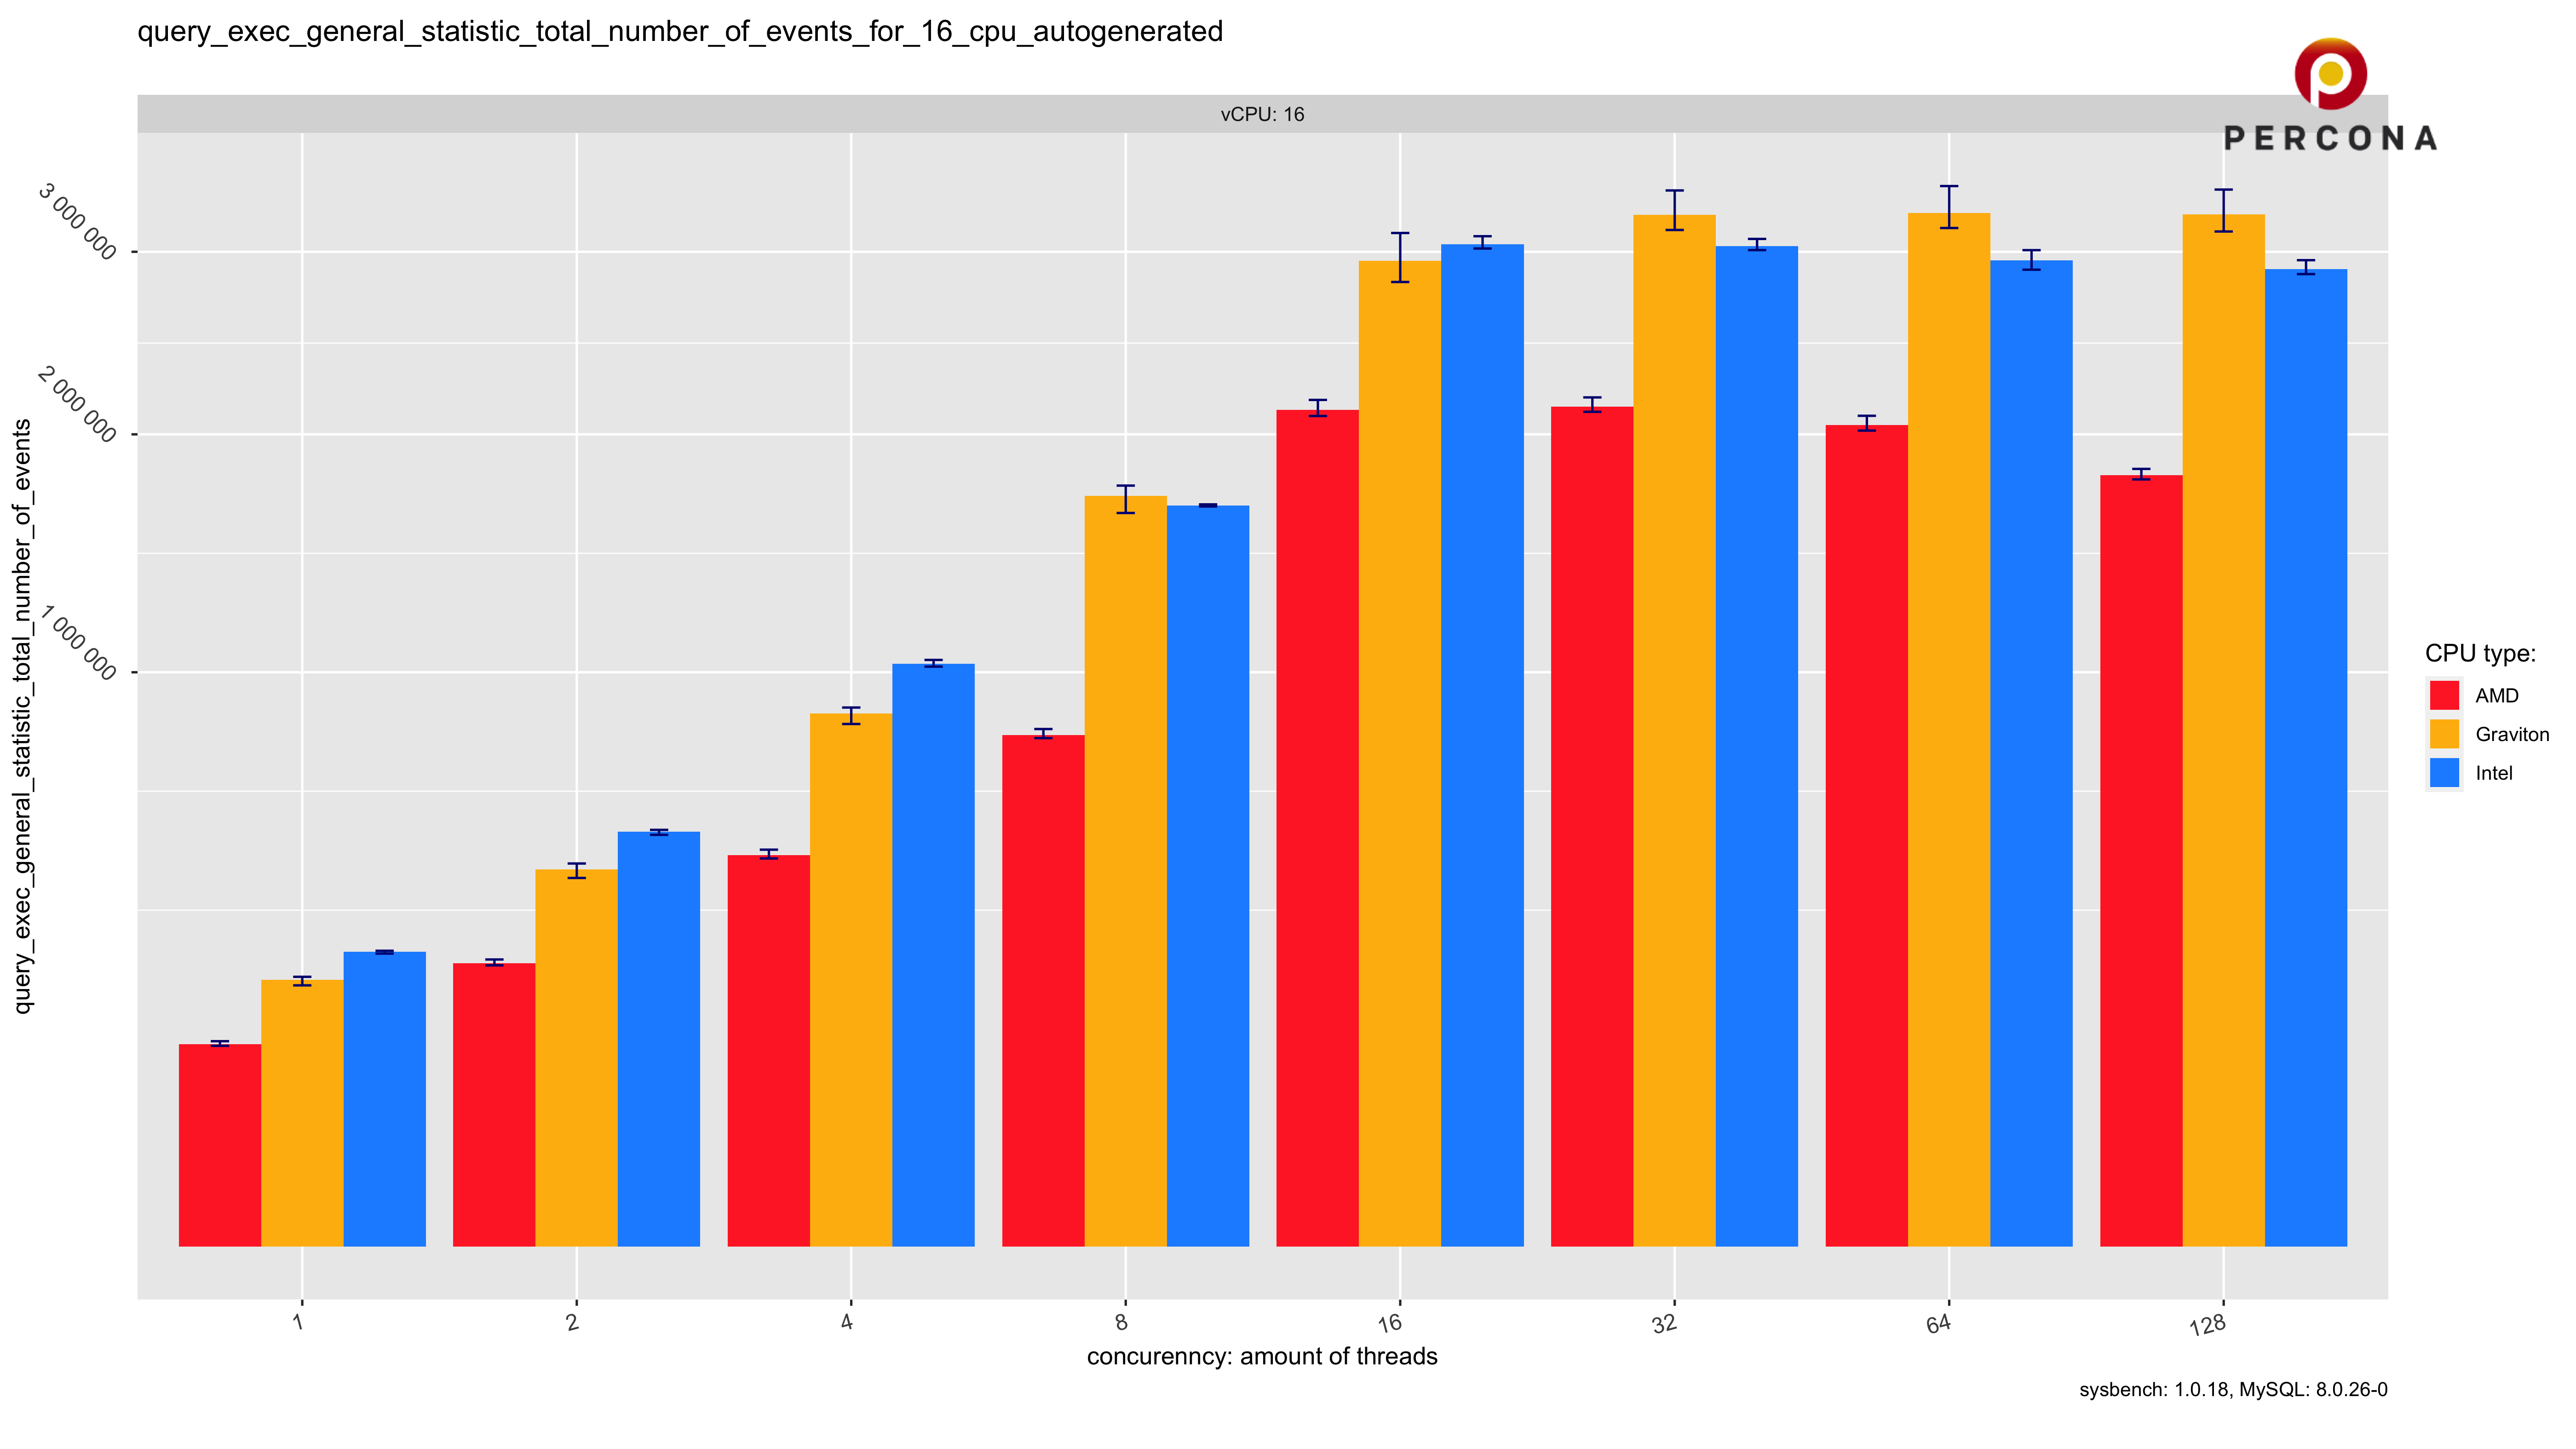 query_exec_general_statistic_total_number_of_events_for_16_cpu_autogenerated
PERCONA
vCPU: 16
query_exec_general_statistic_total_number_of_events
3 000 000
2 000 000
1 000 000
1
2
4
8
16
32
64
128
concurenncy: amount of threads
CPU type:
AMD
Graviton
Intel
sysbench: 1.0.18, MySQL: 8.0.26-0